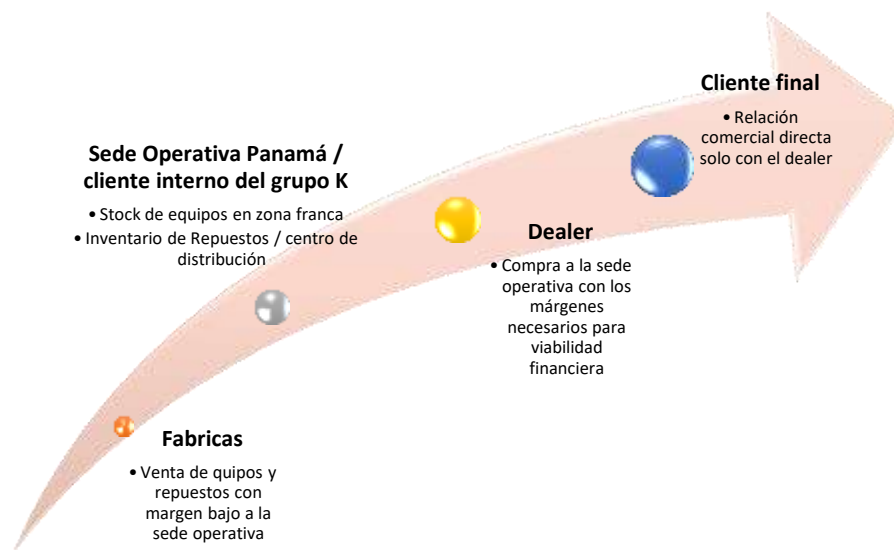 Cliente final
• Relación
comercial directa
solo con el dealer
Sede Operativa Panamá /
cliente interno del grupo K
• Stock de equipos en zona franca
• Inventario de Repuestos / centro de
distribución
Dealer
• Compra a la sede
operativa con los
márgenes
necesarios para
viabilidad
financiera
Fabricas
• Venta de quipos y
repuestos con
margen bajo a la
sede operativa